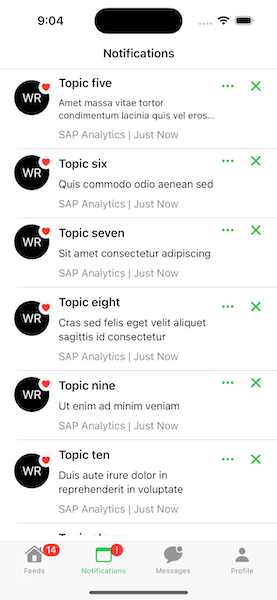 9:04
Notifications
WR
Topic five
Amet massa vitae tortor
condimentum lacinia quis vel eros...
SAP Analytics | Just Now
WR
Topic six
Quis commodo odio aenean sed
SAP Analytics | Just Now
WR
Topic seven
Sit amet consectetur adipiscing
SAP Analytics | Just Now
WR
Topic eight
Cras sed felis eget velit aliquet
sagittis id consectetur
SAP Analytics | Just Now
WR
Topic nine
Ut enim ad minim veniam
SAP Analytics | Just Now
WR
Topic ten
Duis aute irure dolor in
reprehenderit in voluptate
SAP Analytics | Just Now
14
!
Feeds
Notifications
Messages
Profile